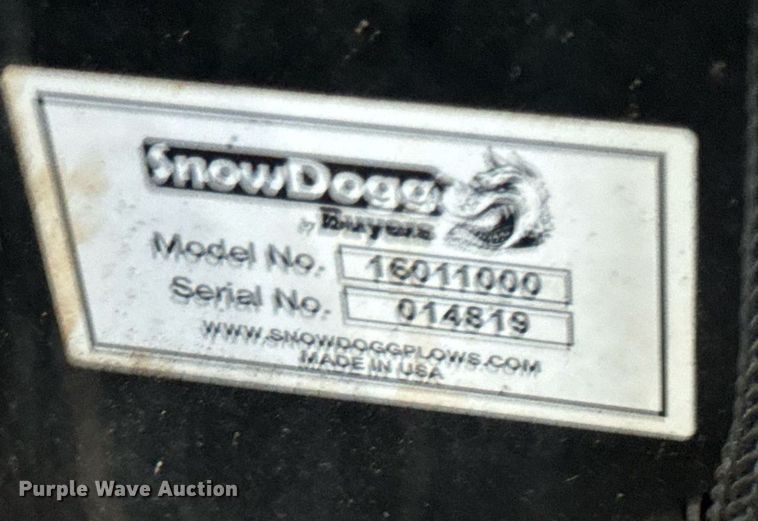 SnowDogg
by Buyers
Model No. 16011000
Serial No. 014819
WWW.SNOWDOGGPLOWS.COM
MADE IN USA
Purple Wave Auction